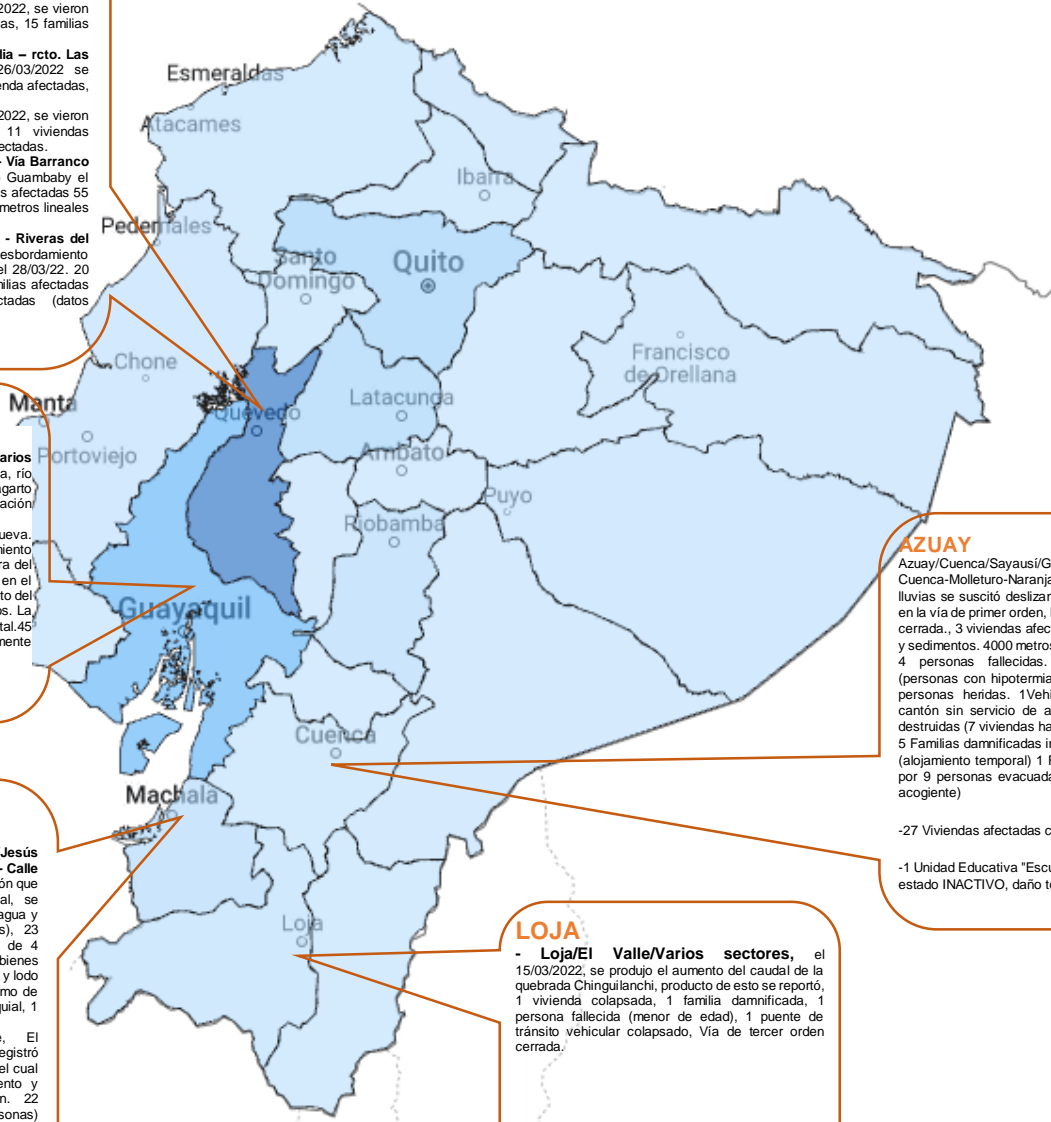 2022, se vieron
as, 15 familias
lia – rcto. Las
26/03/2022 se
enda afectadas,
2022, se vieron
11 viviendas
ectadas.
- Vía Barranco
Guambaby el
s afectadas 55
metros lineales
- Riveras del
esbordamiento
el 28/03/22. 20
milias afectadas
ctadas (datos
arios
a, río
agarto
ación
ueva.
miento
ra del
en el
to del
os. La
tal.45
mente
/Jesús
- Calle
ón que
al, se
agua y
s), 23
de 4
bienes
y lodo
mo de
quial, 1
e, El
egistró
el cual
ento y
n. 22
rsonas)
Esmeraldas
Atacames
Ibarra
Pedernales
Santo
Domingo
Quito
Chone
Francisco
de Orellana
Manta
Latacunga
Quevedo
Portoviejo
Ambato
Puyo
Riobamba
Guayaquil
Cuenca
Machala
Loja
AZUAY
Azuay/Cuenca/Sayausí/G
Cuenca-Molleturo-Naranja
lluvias se suscitó deslizar
en la vía de primer orden,
cerrada., 3 viviendas afect
y sedimentos. 4000 metros
4 personas fallecidas.
(personas con hipotermia
personas heridas. 1Vehi
cantón sin servicio de a
destruidas (7 viviendas ha
5 Familias damnificadas in
(alojamiento temporal) 1 F
por 9 personas evacuada
acogiente)
-27 Viviendas afectadas c
-1 Unidad Educativa "Escu
estado INACTIVO, daño to
LOJA
- Loja/El Valle/Varios sectores, el
15/03/2022, se produjo el aumento del caudal de la
quebrada Chinguilanchi, producto de esto se reportó,
1 vivienda colapsada, 1 familia damnificada, 1
persona fallecida (menor de edad), 1 puente de
tránsito vehicular colapsado, Vía de tercer orden
cerrada.